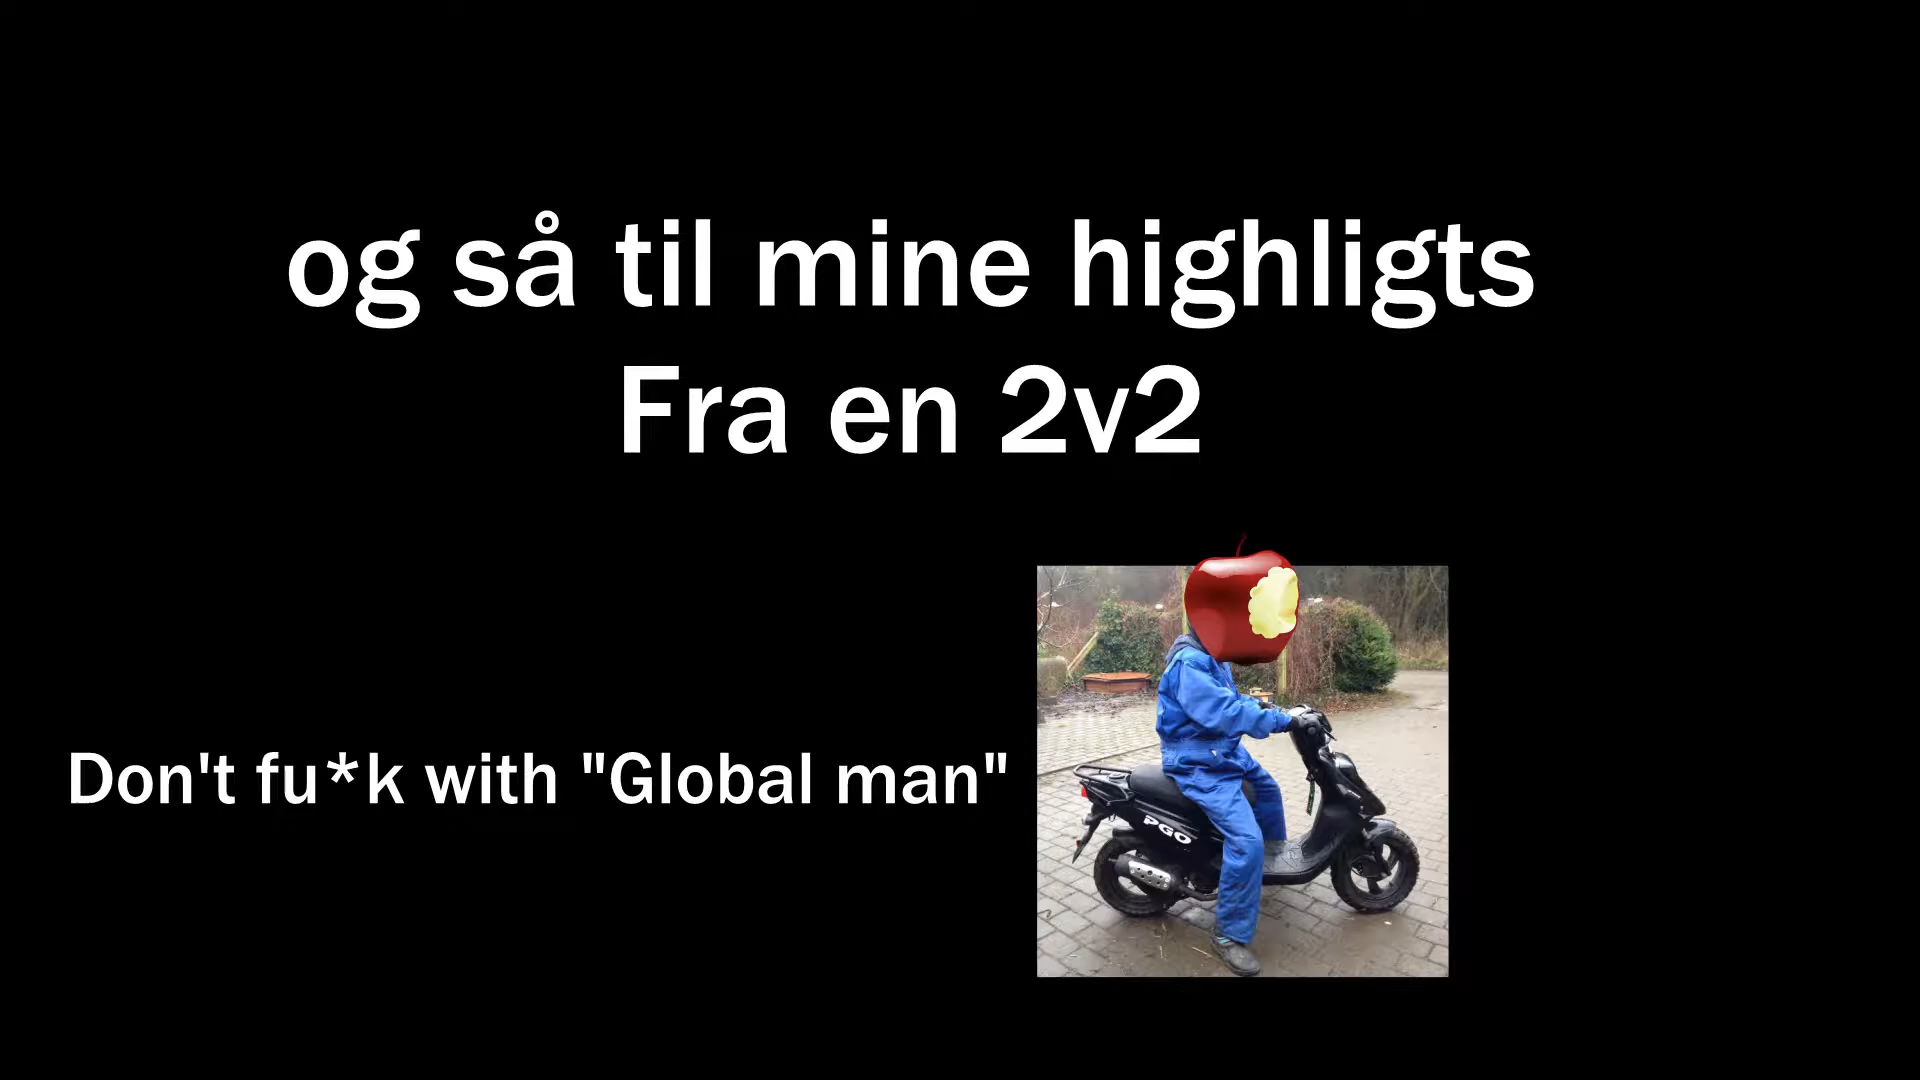 og så til mine highligts
Fra en 2v2
Don't fu*k with "Global man"
PGO